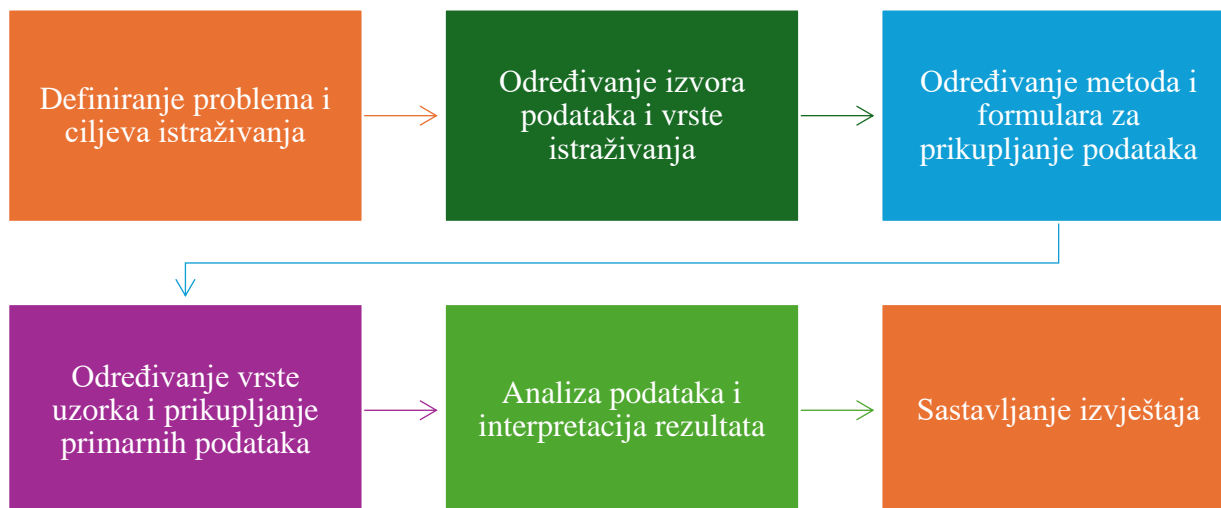 Definiranje problema i
ciljeva istraživanja
Određivanje izvora
podataka i vrste
istraživanja
Određivanje metoda i
formulara za
prikupljanje podataka
Određivanje vrste
uzorka i prikupljanje
primarnih podataka
Analiza podataka i
interpretacija rezultata
Sastavljanje izvještaja